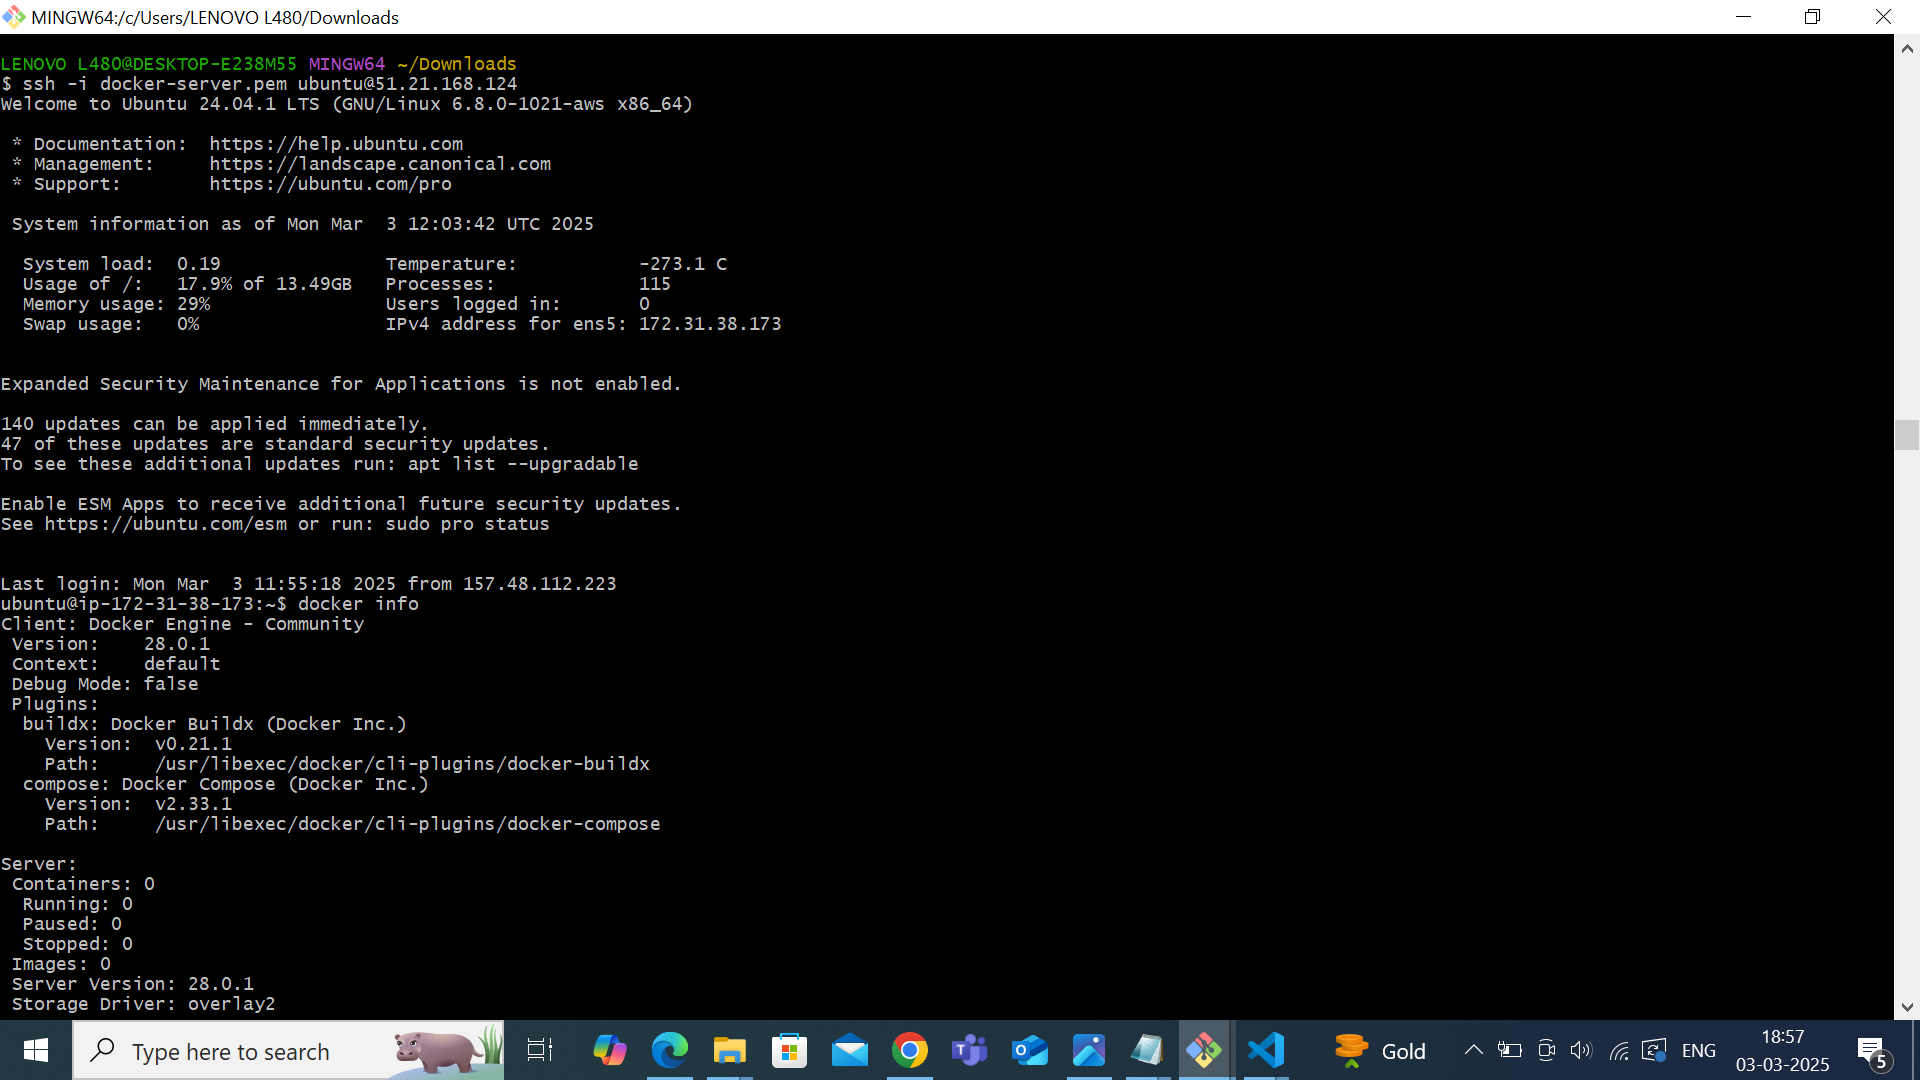 MINGW64:/c/Users/LENOVO L480/Downloads
LENOVO L480@DESKTOP-E238M55 MINGW64 ~/Downloads
$ ssh -i docker-server.pem ubuntu@51.21.168.124
Welcome to Ubuntu 24.04.1 LTS (GNU/Linux 6.8.0-1021-aws x86_64)
* Documentation:  https://help.ubuntu.com
* Management:     https://landscape.canonical.com
* Support:        https://ubuntu.com/pro
System information as of Mon Mar  3 12:03:42 UTC 2025
System load:  0.19               Temperature:           -273.1 C
Usage of /:   17.9% of 13.49GB   Processes:             115
Memory usage: 29%                Users logged in:       0
Swap usage:   0%                 IPv4 address for ens5: 172.31.38.173
Expanded Security Maintenance for Applications is not enabled.
140 updates can be applied immediately.
47 of these updates are standard security updates.
To see these additional updates run: apt list --upgradable
Enable ESM Apps to receive additional future security updates.
See https://ubuntu.com/esm or run: sudo pro status
Last login: Mon Mar  3 11:55:18 2025 from 157.48.112.223
ubuntu@ip-172-31-38-173:~$ docker info
Client: Docker Engine - Community
Version:    28.0.1
Context:    default
Debug Mode: false
Plugins:
buildx: Docker Buildx (Docker Inc.)
Version:  v0.21.1
Path:     /usr/libexec/docker/cli-plugins/docker-buildx
compose: Docker Compose (Docker Inc.)
Version:  v2.33.1
Path:     /usr/libexec/docker/cli-plugins/docker-compose
Server:
Containers: 0
Running: 0
Paused: 0
Stopped: 0
Images: 0
Server Version: 28.0.1
Storage Driver: overlay2
Type here to search
Gold
ENG
18:57
03-03-2025
5